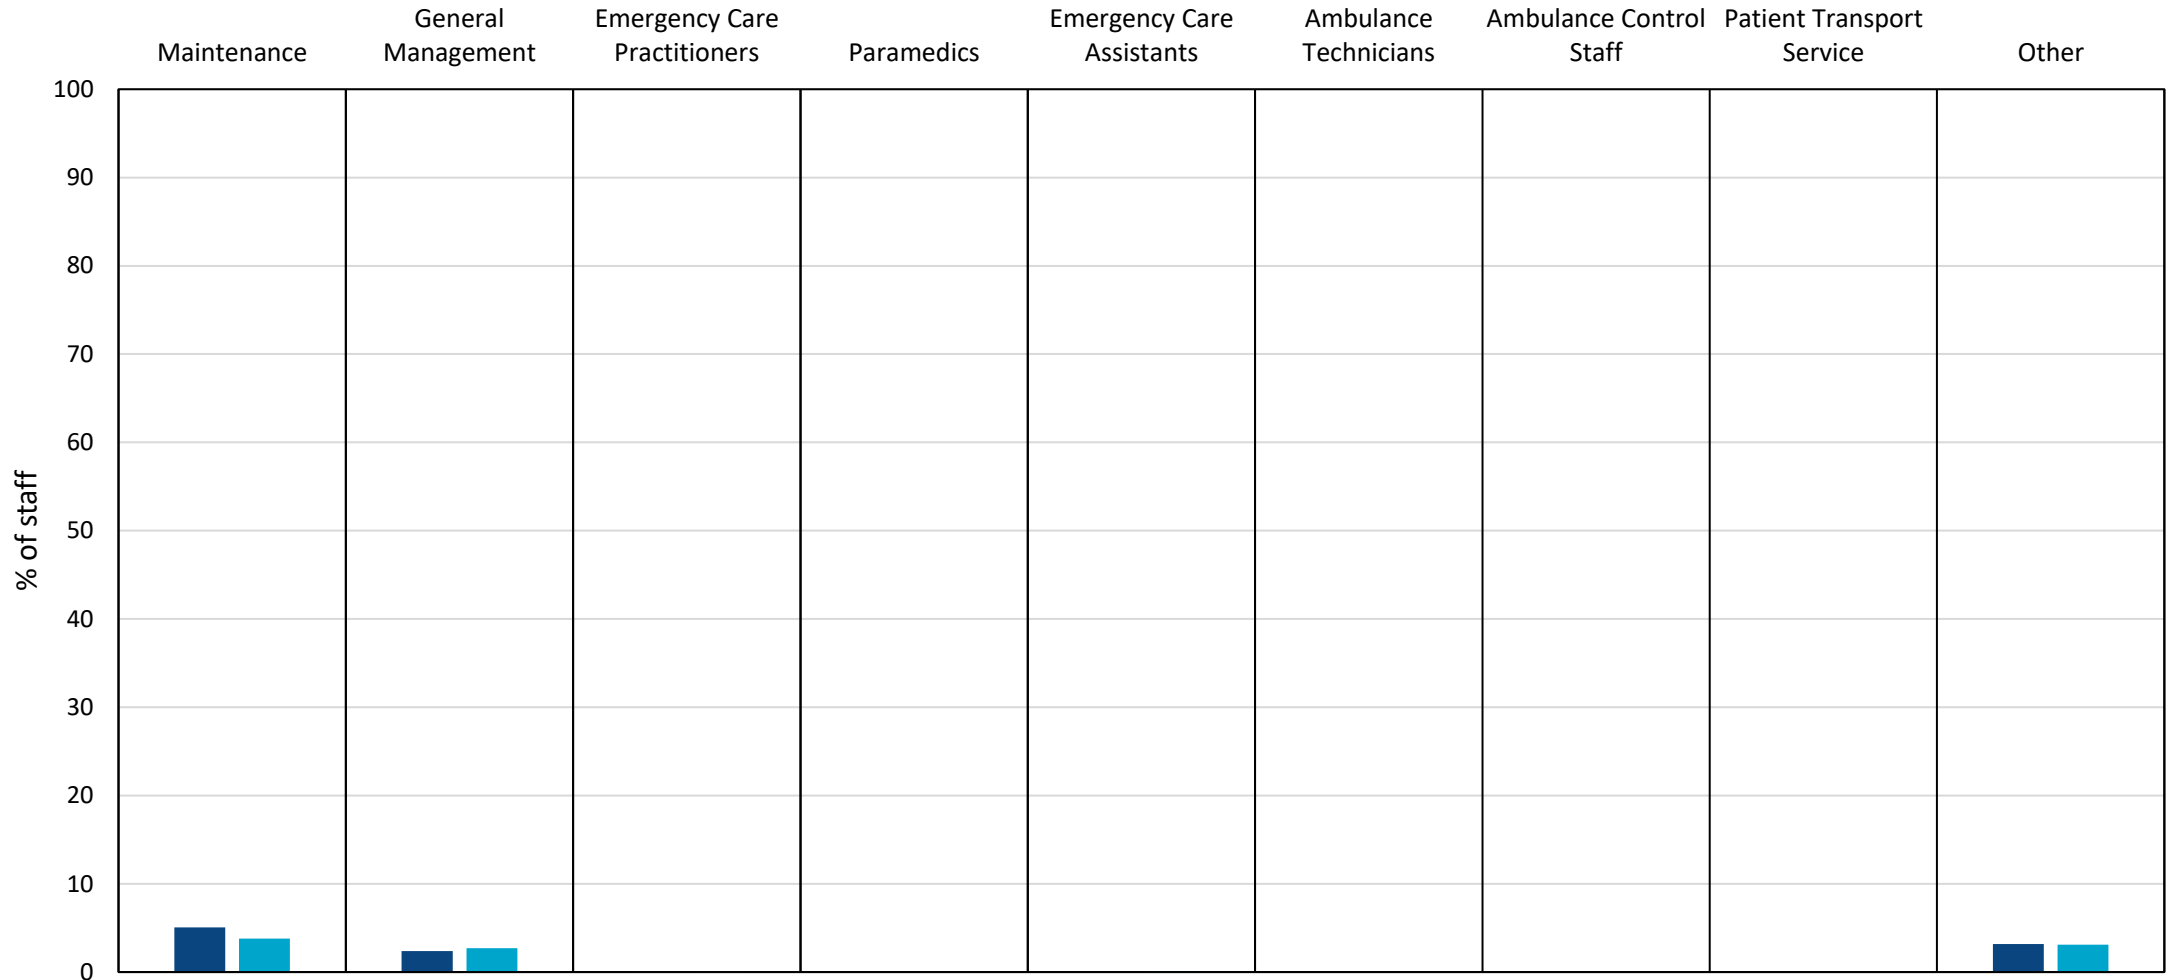 Maintenance
General
Management
Emergency Care
Practitioners
Paramedics
Emergency Care
Assistants
Ambulance
Technicians
Ambulance Control
Staff
Patient Transport
Service
Other
100
90
80
70
60
50
40
30
20
10
0
% of staff